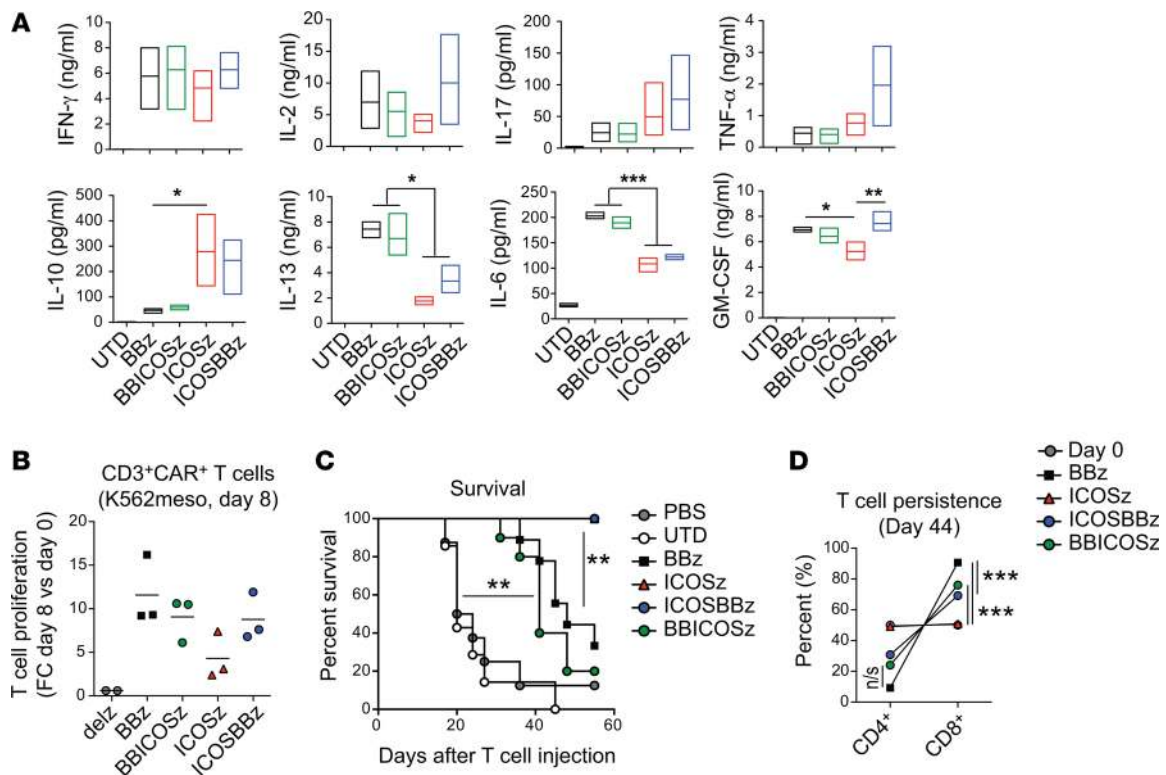 A
IFN-γ (ng/ml)
10
8
6
4
2
0
IL-2 (ng/ml)
20
15
10
5
0
IL-17 (pg/ml)
200
150
100
50
25
0
TNF-α (pg/ml)
4
3
2
1
0
IL-10 (pg/ml)
500
400
300
200
100
0
*
UTD
BBz
BBICOSz
ICOSz
ICOSBBz
IL-13 (ng/ml)
10
8
6
4
2
0
*
UTD
BBz
BBICOSz
ICOSz
ICOSBBz
IL-6 (pg/ml)
250
200
150
100
50
0
***
UTD
BBz
BBICOSz
ICOSz
ICOSBBz
GM-CSF (ng/ml)
10
8
6
4
2
0
*
**
UTD
BBz
BBICOSz
ICOSz
ICOSBBz
B
CD3+CAR+ T cells
(K562meso, day 8)
T cell proliferation
(FC day 8 vs day 0)
20
15
10
5
0
delz
BBz
BBICOSz
ICOSz
ICOSBBz
C
Survival
Percent survival
100
80
60
40
20
0
**
**
0
20
40
60
Days after T cell injection
PBS
UTD
BBz
ICOSz
ICOSBBz
BBICOSz
D
Day 0
BBz
ICOSz
ICOSBBz
BBICOSz
T cell persistence
(Day 44)
Percent (%)
100
80
60
40
20
0
n/s
***
***
CD4+
CD8+